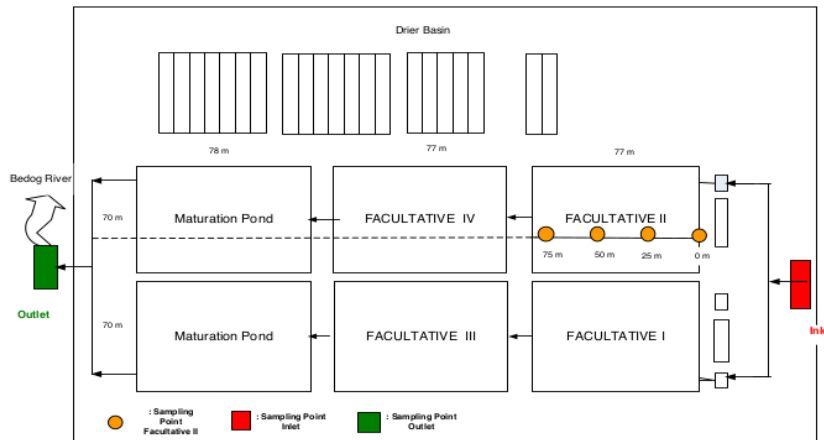 Drier Basin
78 m
77 m
77 m
Bedog River
70 m
Maturation Pond
FACULTATIVE IV
FACULTATIVE II
75 m
50 m
25 m
0 m
Outlet
Inlet
70 m
Maturation Pond
FACULTATIVE III
FACULTATIVE I
: Sampling
Point
Facultative II
: Sampling Point
Inlet
: Sampling Point
Outlet